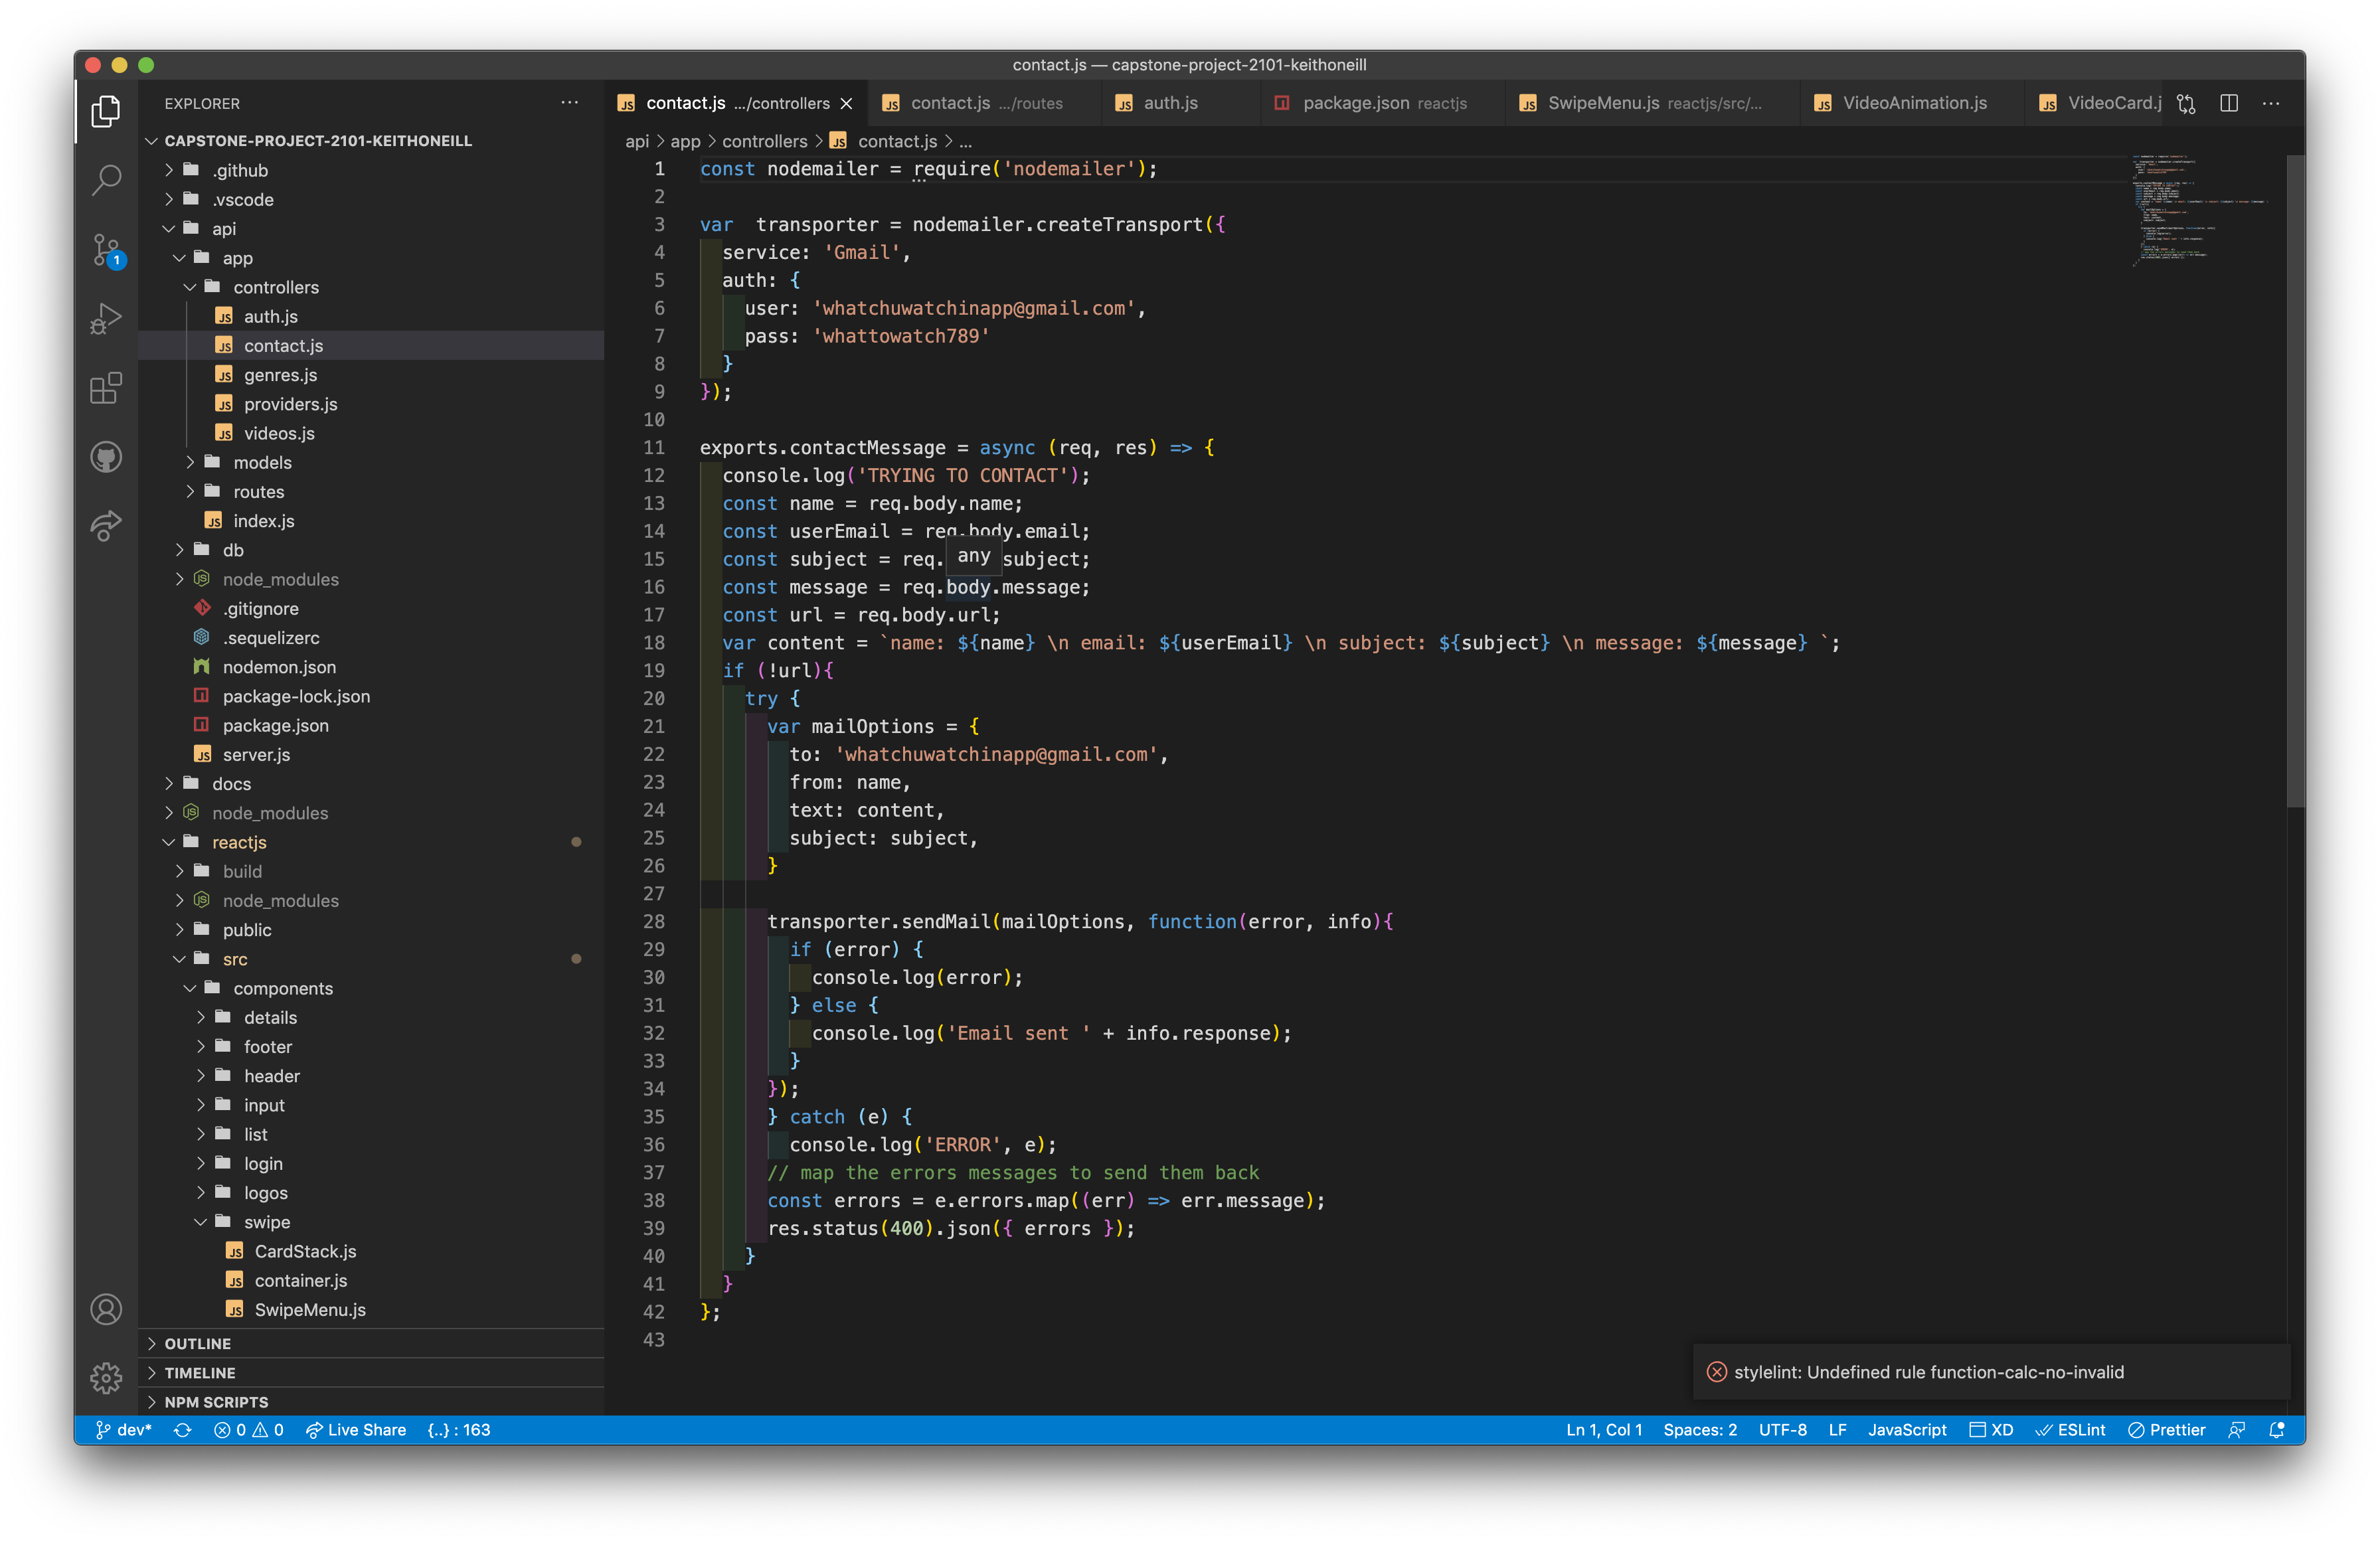 contact.js — capstone-project-2101-keithoneill
EXPLORER
CAPSTONE-PROJECT-2101-KEITHONEILL
.github
.vscode
api
app
controllers
auth.js
contact.js
genres.js
providers.js
videos.js
models
routes
index.js
db
node_modules
.gitignore
.sequelizerc
nodemon.json
package-lock.json
package.json
server.js
docs
node_modules
reactjs
build
node_modules
public
src
components
details
footer
header
input
list
login
logos
swipe
CardStack.js
container.js
SwipeMenu.js
OUTLINE
TIMELINE
NPM SCRIPTS
1
contact.js .../controllers
contact.js .../routes
auth.js
package.json reactjs
SwipeMenu.js reactjs/src/...
VideoAnimation.js
VideoCard.j
api > app > controllers > JS contact.js > ...
1 const nodemailer = require('nodemailer');
2
3 var  transporter = nodemailer.createTransport({
4 service: 'Gmail',
5 auth: {
6 user: 'whatchuwatchinapp@gmail.com',
7 pass: 'whattowatch789'
8 }
9 });
10
11 exports.contactMessage = async (req, res) => {
12 console.log('TRYING TO CONTACT');
13 const name = req.body.name;
14 const userEmail = req.body.email;
15 const subject = req. any subject;
16 const message = req.body.message;
17 const url = req.body.url;
18 var content = `name: ${name} \n email: ${userEmail} \n subject: ${subject} \n message: ${message} `;
19 if (!url){
20 try {
21 var mailOptions = {
22 to: 'whatchuwatchinapp@gmail.com',
23 from: name,
24 text: content,
25 subject: subject,
26 }
27
28 transporter.sendMail(mailOptions, function(error, info){
29 if (error) {
30 console.log(error);
31 } else {
32 console.log('Email sent ' + info.response);
33 }
34 });
35 } catch (e) {
36 console.log('ERROR', e);
37 // map the errors messages to send them back
38 const errors = e.errors.map((err) => err.message);
39 res.status(400).json({ errors });
40 }
41 }
42 };
43
stylelint: Undefined rule function-calc-no-invalid
dev* 0 0 Live Share {..} : 163 Ln 1, Col 1 Spaces: 2 UTF-8 LF JavaScript XD ESLint Prettier